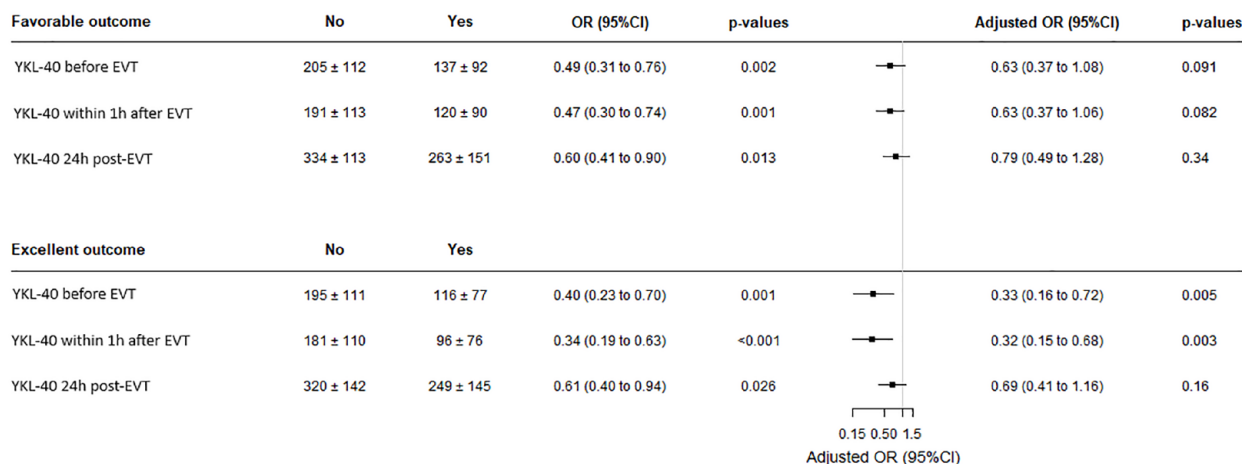 Favorable outcome No Yes OR (95%CI) p-values Adjusted OR (95%CI) p-values
YKL-40 before EVT 205 ± 112 137 ± 92 0.49 (0.31 to 0.76) 0.002 0.63 (0.37 to 1.08) 0.091
YKL-40 within 1h after EVT 191 ± 113 120 ± 90 0.47 (0.30 to 0.74) 0.001 0.63 (0.37 to 1.06) 0.082
YKL-40 24h post-EVT 334 ± 113 263 ± 151 0.60 (0.41 to 0.90) 0.013 0.79 (0.49 to 1.28) 0.34
Excellent outcome No Yes
YKL-40 before EVT 195 ± 111 116 ± 77 0.40 (0.23 to 0.70) 0.001 0.33 (0.16 to 0.72) 0.005
YKL-40 within 1h after EVT 181 ± 110 96 ± 76 0.34 (0.19 to 0.63) <0.001 0.32 (0.15 to 0.68) 0.003
YKL-40 24h post-EVT 320 ± 142 249 ± 145 0.61 (0.40 to 0.94) 0.026 0.69 (0.41 to 1.16) 0.16
0.15 0.50 1.5
Adjusted OR (95%CI)